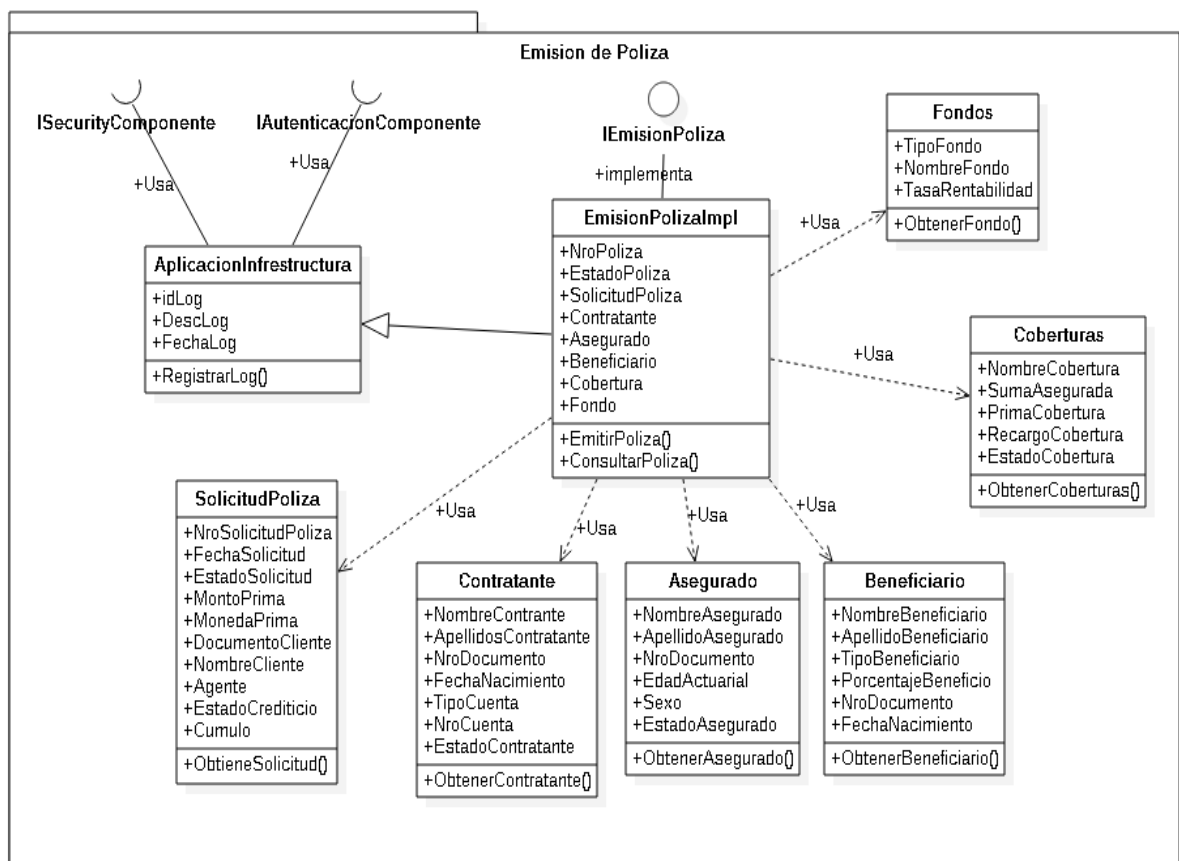 Emision de Poliza
ISecurityComponente
IAutenticacionComponente
IEmisionPoliza
+Usa
+Usa
+implementa
AplicacionInfrestructura
+idLog
+DescLog
+FechaLog
+RegistrarLog()
EmisionPolizaImpl
+NroPoliza
+EstadoPoliza
+SolicitudPoliza
+Contratante
+Asegurado
+Beneficiario
+Cobertura
+Fondo
+EmitirPoliza()
+ConsultarPoliza()
+Usa
Fondos
+TipoFondo
+NombreFondo
+TasaRentabilidad
+ObtenerFondo()
+Usa
Coberturas
+NombreCobertura
+SumaAsegurada
+PrimaCobertura
+RecargoCobertura
+EstadoCobertura
+ObtenerCoberturas()
+Usa
+Usa
+Usa
+Usa
SolicitudPoliza
+NroSolicitudPoliza
+FechaSolicitud
+EstadoSolicitud
+MontoPrima
+MonedaPrima
+DocumentoCliente
+NombreCliente
+Agente
+EstadoCrediticio
+Cumulo
+ObtieneSolicitud()
Contratante
+NombreContrante
+ApellidosContratante
+NroDocumento
+FechaNacimiento
+TipoCuenta
+NroCuenta
+EstadoContratante
+ObtenerContratante()
Asegurado
+NombreAsegurado
+ApellidoAsegurado
+NroDocumento
+EdadActuarial
+Sexo
+EstadoAsegurado
+ObtenerAsegurado()
Beneficiario
+NombreBeneficiario
+ApellidoBeneficiario
+TipoBeneficiario
+PorcentajeBeneficio
+NroDocumento
+FechaNacimiento
+ObtenerBeneficiario()